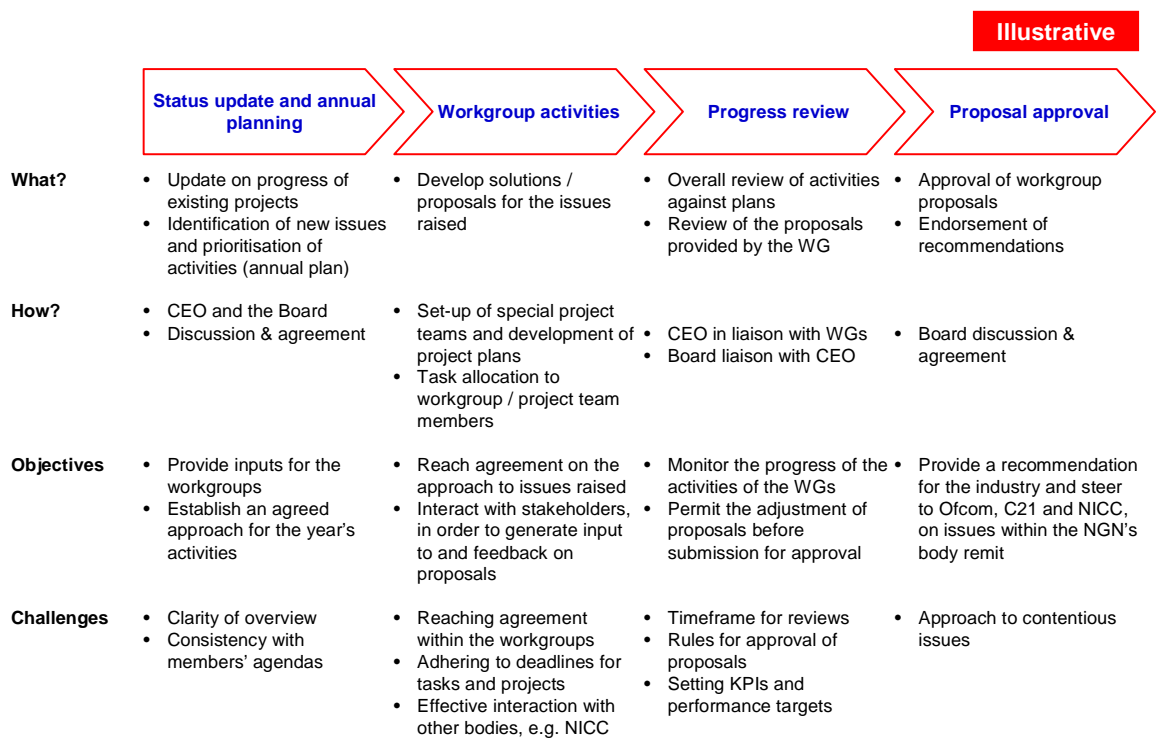 Illustrative
Status update and annual
planning
Workgroup activities
Progress review
Proposal approval
What?
• Update on progress of
existing projects
• Identification of new issues
and prioritisation of
activities (annual plan)
• Develop solutions /
proposals for the issues
raised
• Overall review of activities
against plans
• Review of the proposals
provided by the WG
• Approval of workgroup
proposals
• Endorsement of
recommendations
How?
• CEO and the Board
• Discussion & agreement
• Set-up of special project
teams and development of
project plans
• Task allocation to
workgroup / project team
members
• CEO in liaison with WGs
• Board liaison with CEO
• Board discussion &
agreement
Objectives
• Provide inputs for the
workgroups
• Establish an agreed
approach for the year’s
activities
• Reach agreement on the
approach to issues raised
• Interact with stakeholders,
in order to generate input
to and feedback on
proposals
• Monitor the progress of the
activities of the WGs
• Permit the adjustment of
proposals before
submission for approval
• Provide a recommendation
for the industry and steer
to Ofcom, C21 and NICC,
on issues within the NGN’s
body remit
Challenges
• Clarity of overview
• Consistency with
members’ agendas
• Reaching agreement
within the workgroups
• Adhering to deadlines for
tasks and projects
• Effective interaction with
other bodies, e.g. NICC
• Timeframe for reviews
• Rules for approval of
proposals
• Setting KPIs and
performance targets
• Approach to contentious
issues